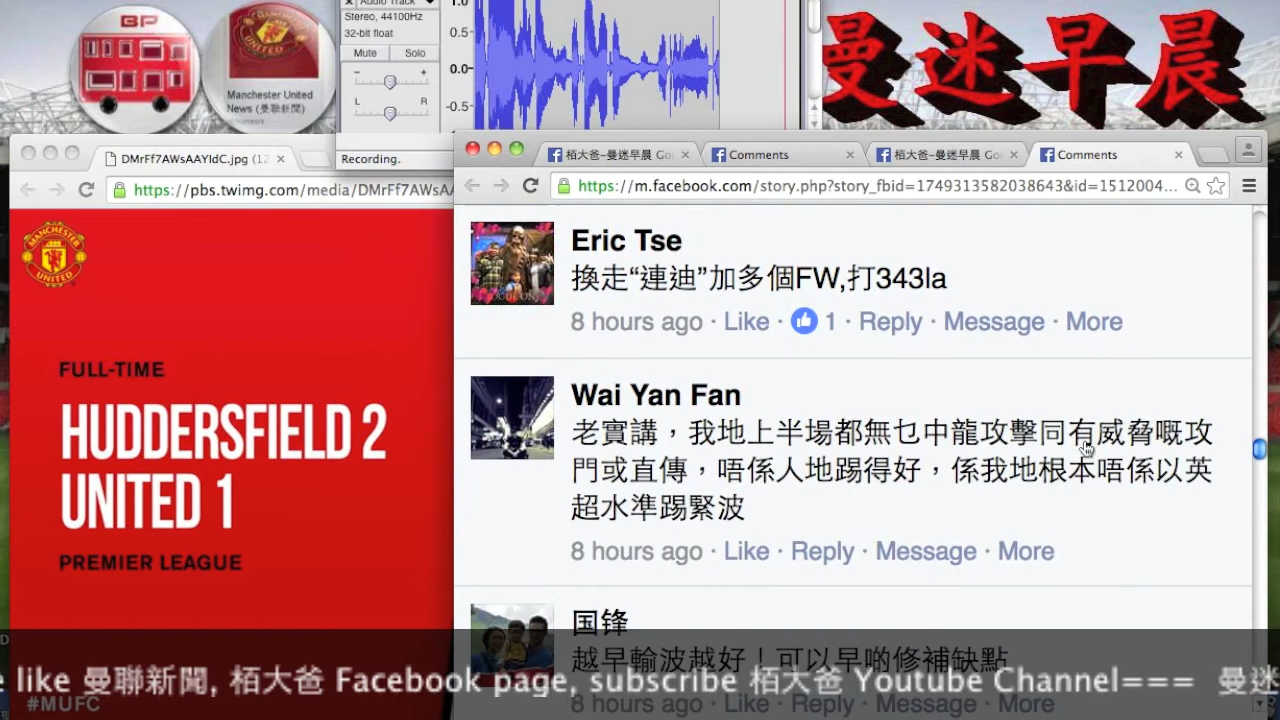 BP
Manchester United
News (曼聯新聞)
Audio Track
Stereo, 44100Hz
32-bit float
Mute Solo
- +
L R
1.0
0.5
0.0
-0.5
Recording.
曼迷早晨
DMrFf7AWsAAYIdC.jpg (12
https://pbs.twimg.com/media/DMrFf7AWsA
MANCHESTER
UNITED
FULL-TIME
HUDDERSFIELD 2
UNITED 1
PREMIER LEAGUE
#MUFC
栢大爸-曼迷早晨 Go
Comments
栢大爸-曼迷早晨 Go
Comments
https://m.facebook.com/story.php?story_fbid=1749313582038643&id=1512004...
Eric Tse
換走“連迪”加多個FW,打343la
8 hours ago · Like · 1 · Reply · Message · More
Wai Yan Fan
老實講，我地上半場都無乜中龍攻擊同有威脅嘅攻
門或直傳，唔係人地踢得好，係我地根本唔係以英
超水準踢緊波
8 hours ago · Like · Reply · Message · More
国锋
越早輸波越好！可以早啲修補缺點
8 hours ago · Like · Reply · Message · More
e like 曼聯新聞, 栢大爸 Facebook page, subscribe 栢大爸 Youtube Channel=== 曼迷